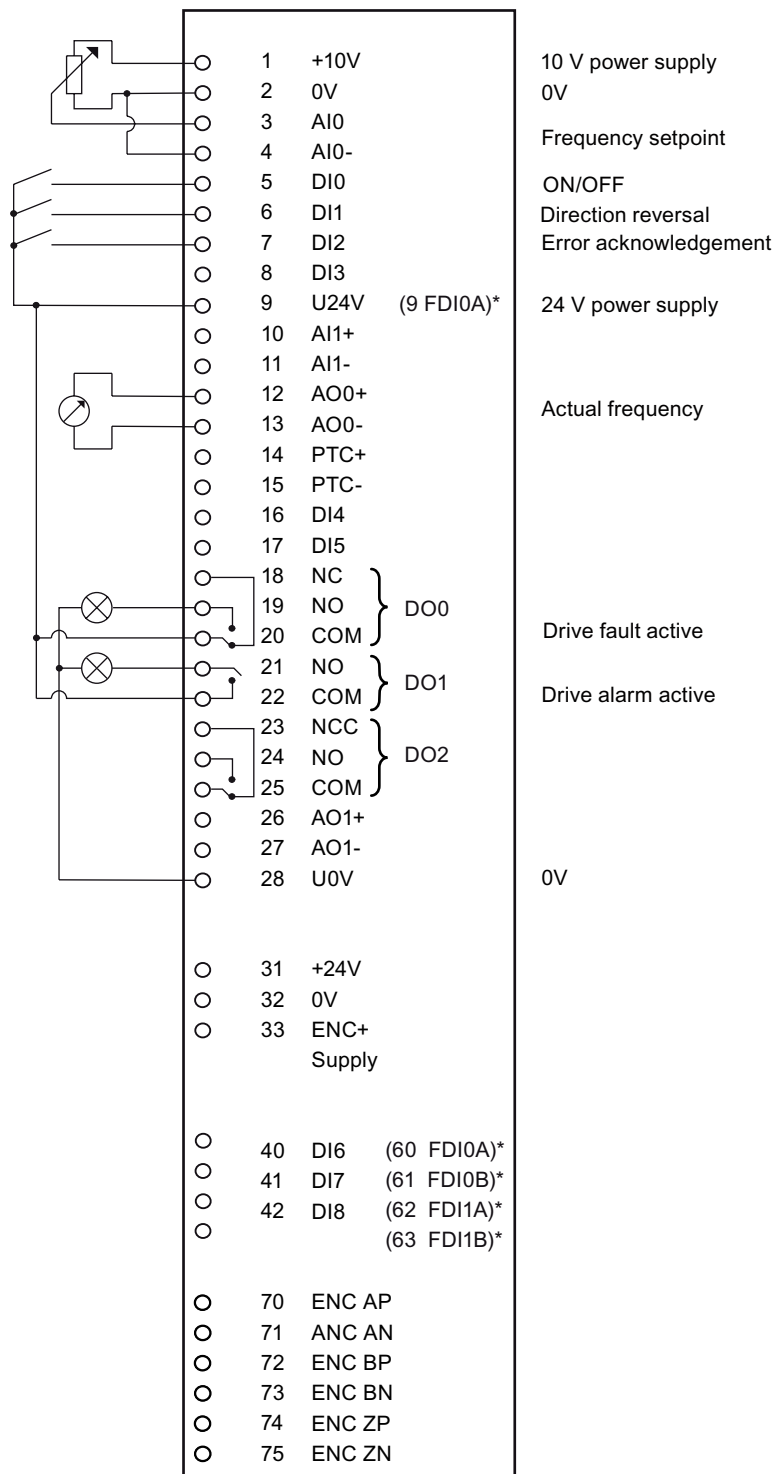 1 +10V 10 V power supply
2 0V 0V
3 AI0
Frequency setpoint
4 AI0-
5 DI0 ON/OFF
6 DI1 Direction reversal
7 DI2 Error acknowledgement
8 DI3
9 U24V (9 FDI0A)* 24 V power supply
10 AI1+
11 AI1-
12 AO0+
Actual frequency
13 AO0-
14 PTC+
15 PTC-
16 DI4
17 DI5
18 NC
19 NO DO0
20 COM Drive fault active
21 NO
DO1
22 COM Drive alarm active
23 NCC
24 NO DO2
25 COM
26 AO1+
27 AO1-
28 U0V 0V
31 +24V
32 0V
33 ENC+
Supply
40 DI6 (60 FDI0A)*
41 DI7 (61 FDI0B)*
42 DI8 (62 FDI1A)*
(63 FDI1B)*
70 ENC AP
71 ANC AN
72 ENC BP
73 ENC BN
74 ENC ZP
75 ENC ZN